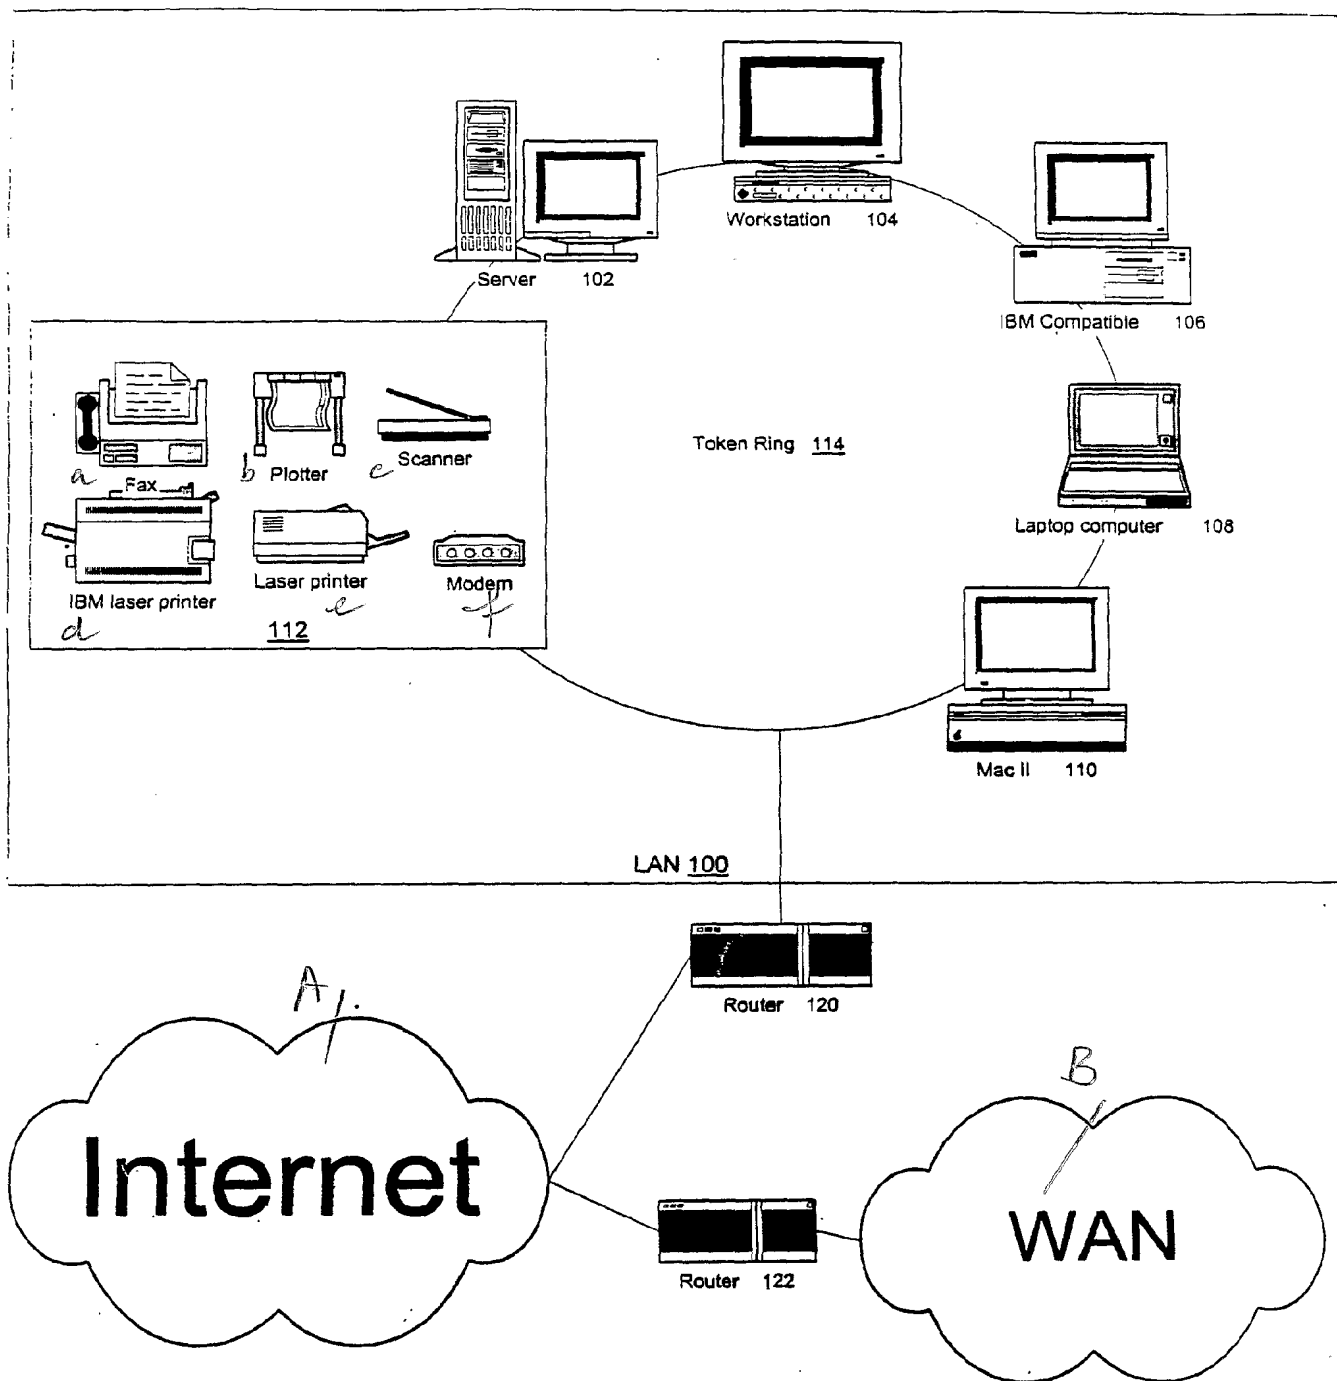 Workstation 104
Server 102
IBM Compatible 106
Token Ring 114
a
Fax
b Plotter
c Scanner
Laptop computer 108
IBM laser printer
d
Laser printer
e
Modem
f
112
Mac II 110
LAN 100
Router 120
A
Internet
B
WAN
Router 122